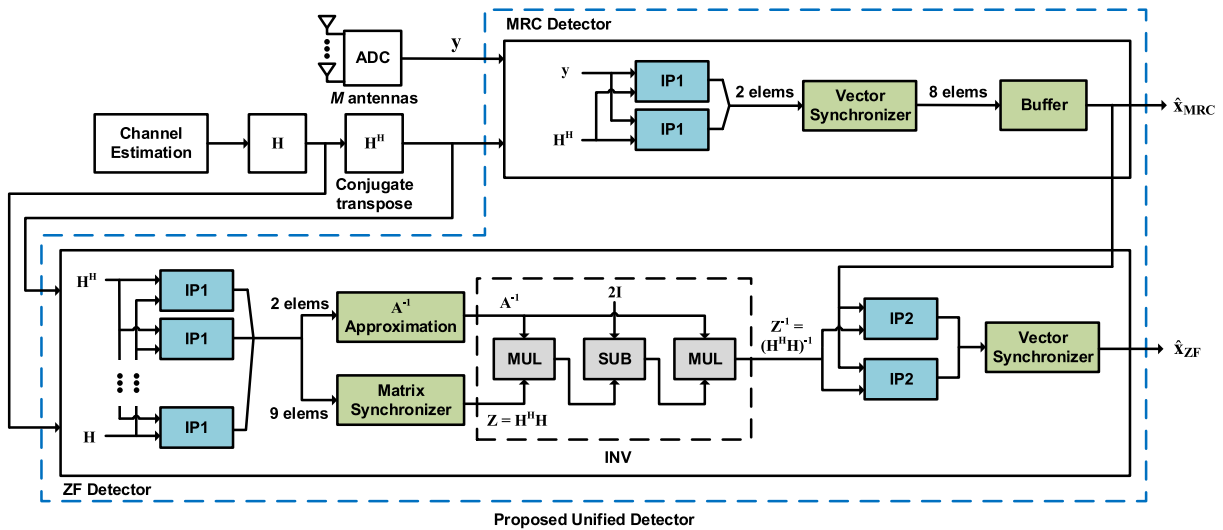 MRC Detector
ADC
y
M antennas
y
H^H
IP1
IP1
2 elems
Vector
Synchronizer
8 elems
Buffer
x̂_MRC
Channel
Estimation
H
H^H
Conjugate
transpose
H^H
H
IP1
IP1
IP1
2 elems
9 elems
A^-1
Approximation
Matrix
Synchronizer
A^-1
2I
MUL
SUB
MUL
Z = H^H H
INV
Z^-1 =
(H^H H)^-1
IP2
IP2
Vector
Synchronizer
x̂_ZF
ZF Detector
Proposed Unified Detector